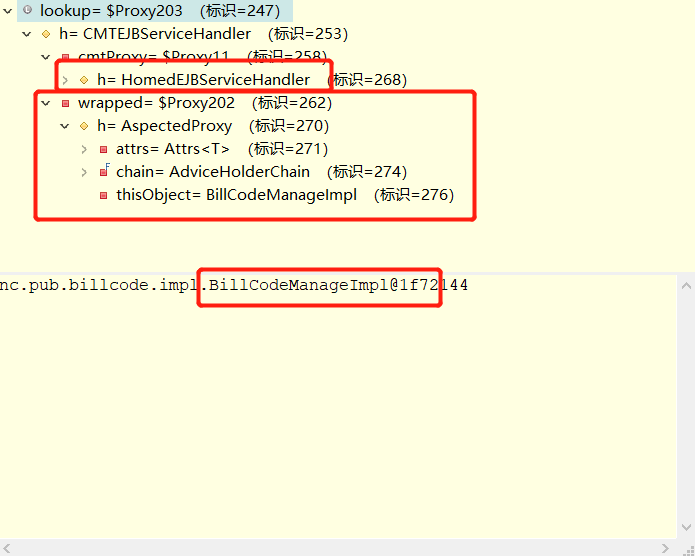 lookup= $Proxy203 (标识=247)
h= CMTEJBServiceHandler (标识=253)
cmtProxy= $Proxy11 (标识=258)
h= HomedEJBServiceHandler (标识=268)
wrapped= $Proxy202 (标识=262)
h= AspectedProxy (标识=270)
attrs= Attrs<T> (标识=271)
chain= AdviceHolderChain (标识=274)
thisObject= BillCodeManageImpl (标识=276)
nc.pub.billcode.impl.BillCodeManageImpl@1f72144